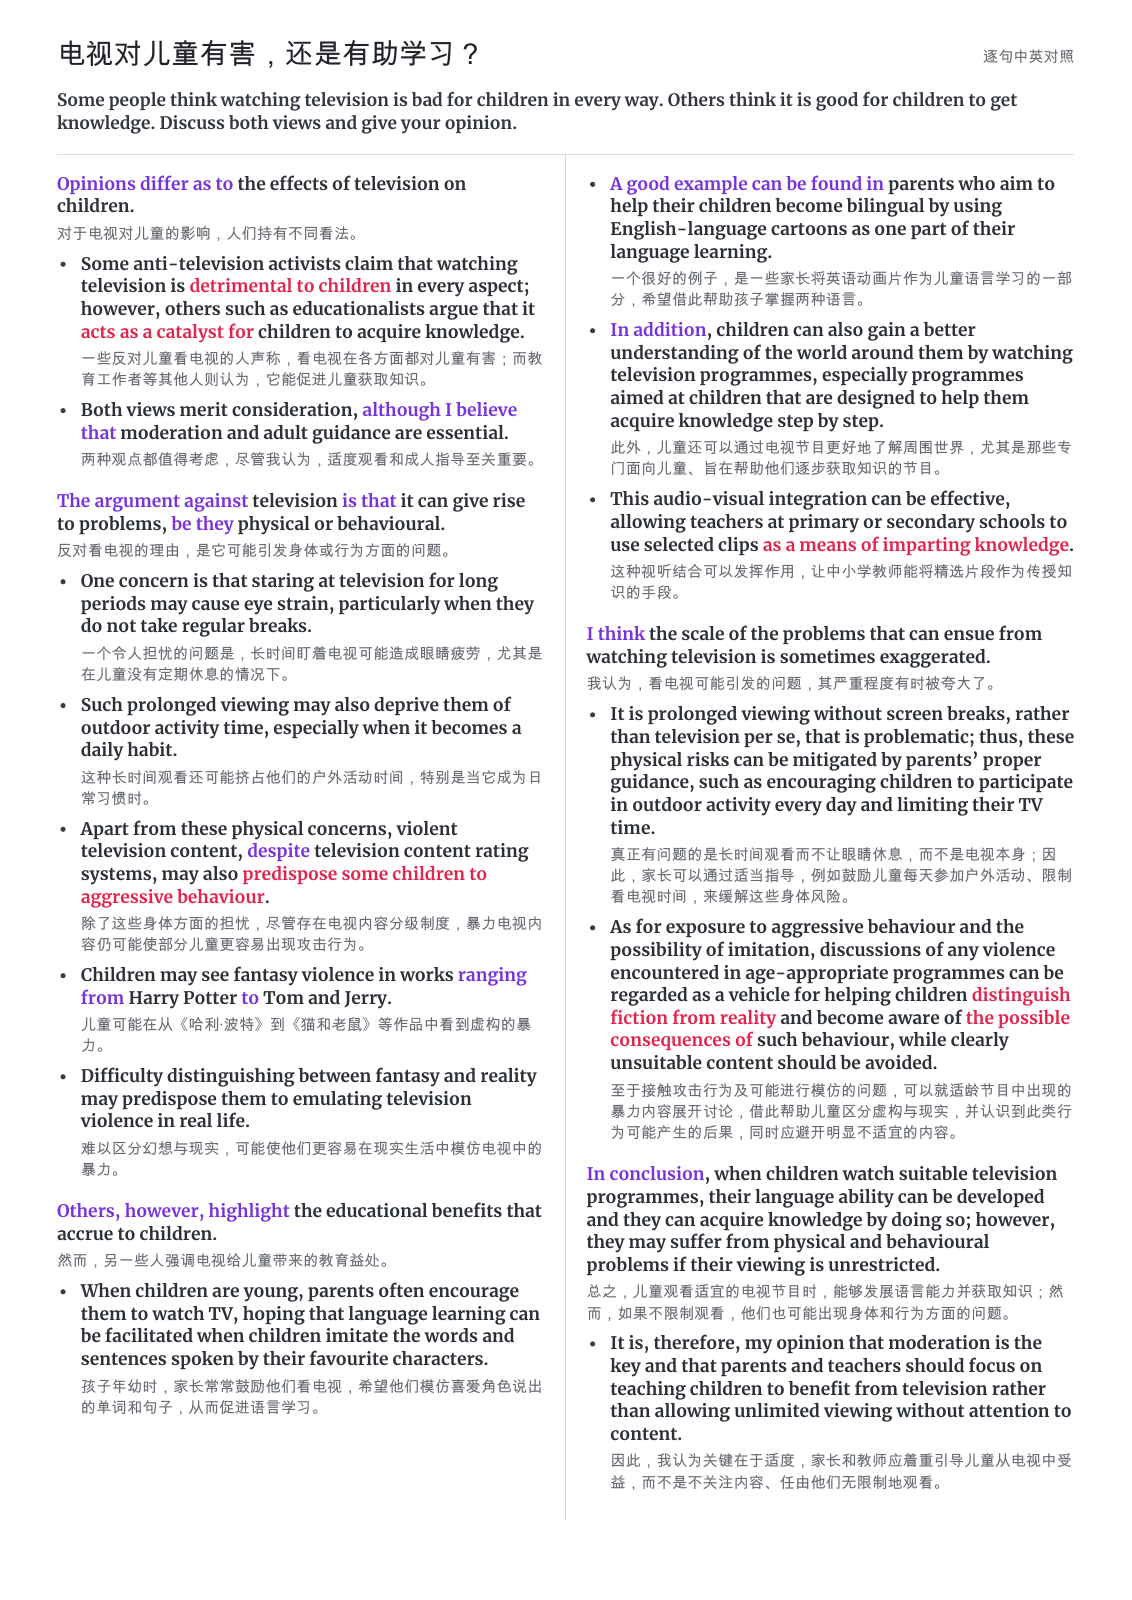 电视对儿童有害，还是有助学习？
逐句中英对照
Some people think watching television is bad for children in every way. Others think it is good for children to get
knowledge. Discuss both views and give your opinion.
Opinions differ as to the effects of television on
children.
对于电视对儿童的影响，人们持有不同看法。
• Some anti-television activists claim that watching
television is detrimental to children in every aspect;
however, others such as educationalists argue that it
acts as a catalyst for children to acquire knowledge.
一些反对儿童看电视的人声称，看电视在各方面都对儿童有害；而教
育工作者等其他人则认为，它能促进儿童获取知识。
• Both views merit consideration, although I believe
that moderation and adult guidance are essential.
两种观点都值得考虑，尽管我认为，适度观看和成人指导至关重要。
The argument against television is that it can give rise
to problems, be they physical or behavioural.
反对看电视的理由，是它可能引发身体或行为方面的问题。
• One concern is that staring at television for long
periods may cause eye strain, particularly when they
do not take regular breaks.
一个令人担忧的问题是，长时间盯着电视可能造成眼睛疲劳，尤其是
在儿童没有定期休息的情况下。
• Such prolonged viewing may also deprive them of
outdoor activity time, especially when it becomes a
daily habit.
这种长时间观看还可能挤占他们的户外活动时间，特别是当它成为日
常习惯时。
• Apart from these physical concerns, violent
television content, despite television content rating
systems, may also predispose some children to
aggressive behaviour.
除了这些身体方面的担忧，尽管存在电视内容分级制度，暴力电视内
容仍可能使部分儿童更容易出现攻击行为。
• Children may see fantasy violence in works ranging
from Harry Potter to Tom and Jerry.
儿童可能在从《哈利·波特》到《猫和老鼠》等作品中看到虚构的暴
力。
• Difficulty distinguishing between fantasy and reality
may predispose them to emulating television
violence in real life.
难以区分幻想与现实，可能使他们更容易在现实生活中模仿电视中的
暴力。
Others, however, highlight the educational benefits that
accrue to children.
然而，另一些人强调电视给儿童带来的教育益处。
• When children are young, parents often encourage
them to watch TV, hoping that language learning can
be facilitated when children imitate the words and
sentences spoken by their favourite characters.
孩子年幼时，家长常常鼓励他们看电视，希望他们模仿喜爱角色说出
的单词和句子，从而促进语言学习。
• A good example can be found in parents who aim to
help their children become bilingual by using
English-language cartoons as one part of their
language learning.
一个很好的例子，是一些家长将英语动画片作为儿童语言学习的一部
分，希望借此帮助孩子掌握两种语言。
• In addition, children can also gain a better
understanding of the world around them by watching
television programmes, especially programmes
aimed at children that are designed to help them
acquire knowledge step by step.
此外，儿童还可以通过电视节目更好地了解周围世界，尤其是那些专
门面向儿童、旨在帮助他们逐步获取知识的节目。
• This audio-visual integration can be effective,
allowing teachers at primary or secondary schools to
use selected clips as a means of imparting knowledge.
这种视听结合可以发挥作用，让中小学教师能将精选片段作为传授知
识的手段。
I think the scale of the problems that can ensue from
watching television is sometimes exaggerated.
我认为，看电视可能引发的问题，其严重程度有时被夸大了。
• It is prolonged viewing without screen breaks, rather
than television per se, that is problematic; thus, these
physical risks can be mitigated by parents’ proper
guidance, such as encouraging children to participate
in outdoor activity every day and limiting their TV
time.
真正有问题的是长时间观看而不让眼睛休息，而不是电视本身；因
此，家长可以通过适当指导，例如鼓励儿童每天参加户外活动、限制
看电视时间，来缓解这些身体风险。
• As for exposure to aggressive behaviour and the
possibility of imitation, discussions of any violence
encountered in age-appropriate programmes can be
regarded as a vehicle for helping children distinguish
fiction from reality and become aware of the possible
consequences of such behaviour, while clearly
unsuitable content should be avoided.
至于接触攻击行为及可能进行模仿的问题，可以就适龄节目中出现的
暴力内容展开讨论，借此帮助儿童区分虚构与现实，并认识到此类行
为可能产生的后果，同时应避开明显不适宜的内容。
In conclusion, when children watch suitable television
programmes, their language ability can be developed
and they can acquire knowledge by doing so; however,
they may suffer from physical and behavioural
problems if their viewing is unrestricted.
总之，儿童观看适宜的电视节目时，能够发展语言能力并获取知识；然
而，如果不限制观看，他们也可能出现身体和行为方面的问题。
• It is, therefore, my opinion that moderation is the
key and that parents and teachers should focus on
teaching children to benefit from television rather
than allowing unlimited viewing without attention to
content.
因此，我认为关键在于适度，家长和教师应着重引导儿童从电视中受
益，而不是不关注内容、任由他们无限制地观看。